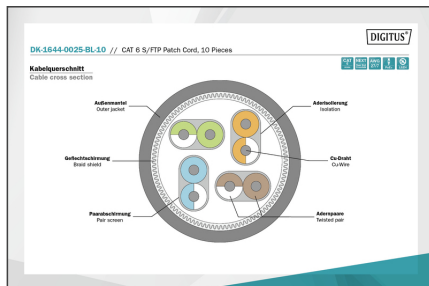 DIGITUS®
DK-1644-0025-BL-10 // CAT 6 S/FTP Patch Cord, 10 Pieces
Kabelquerschnitt
Cable cross section
Außenmantel
Outer jacket
Aderisolierung
Isolation
Geflechtschirmung
Braid shield
Cu-Draht
Cu Wire
Paarabschirmung
Pair screen
Adernpaare
Twisted pair